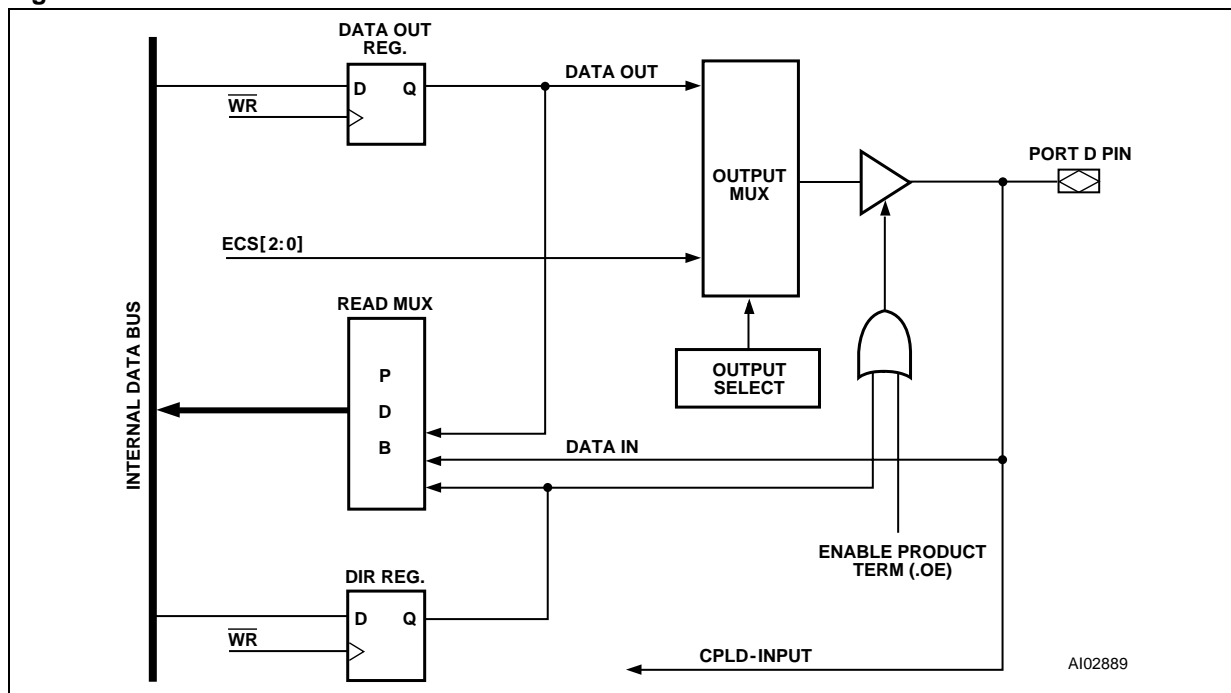 DATA OUT
REG.
D Q
WR
DATA OUT
OUTPUT
MUX
PORT D PIN
ECS[2:0]
READ MUX
P
D
B
OUTPUT
SELECT
INTERNAL DATA BUS
DATA IN
ENABLE PRODUCT
TERM (.OE)
DIR REG.
D Q
WR
CPLD-INPUT
AI02889